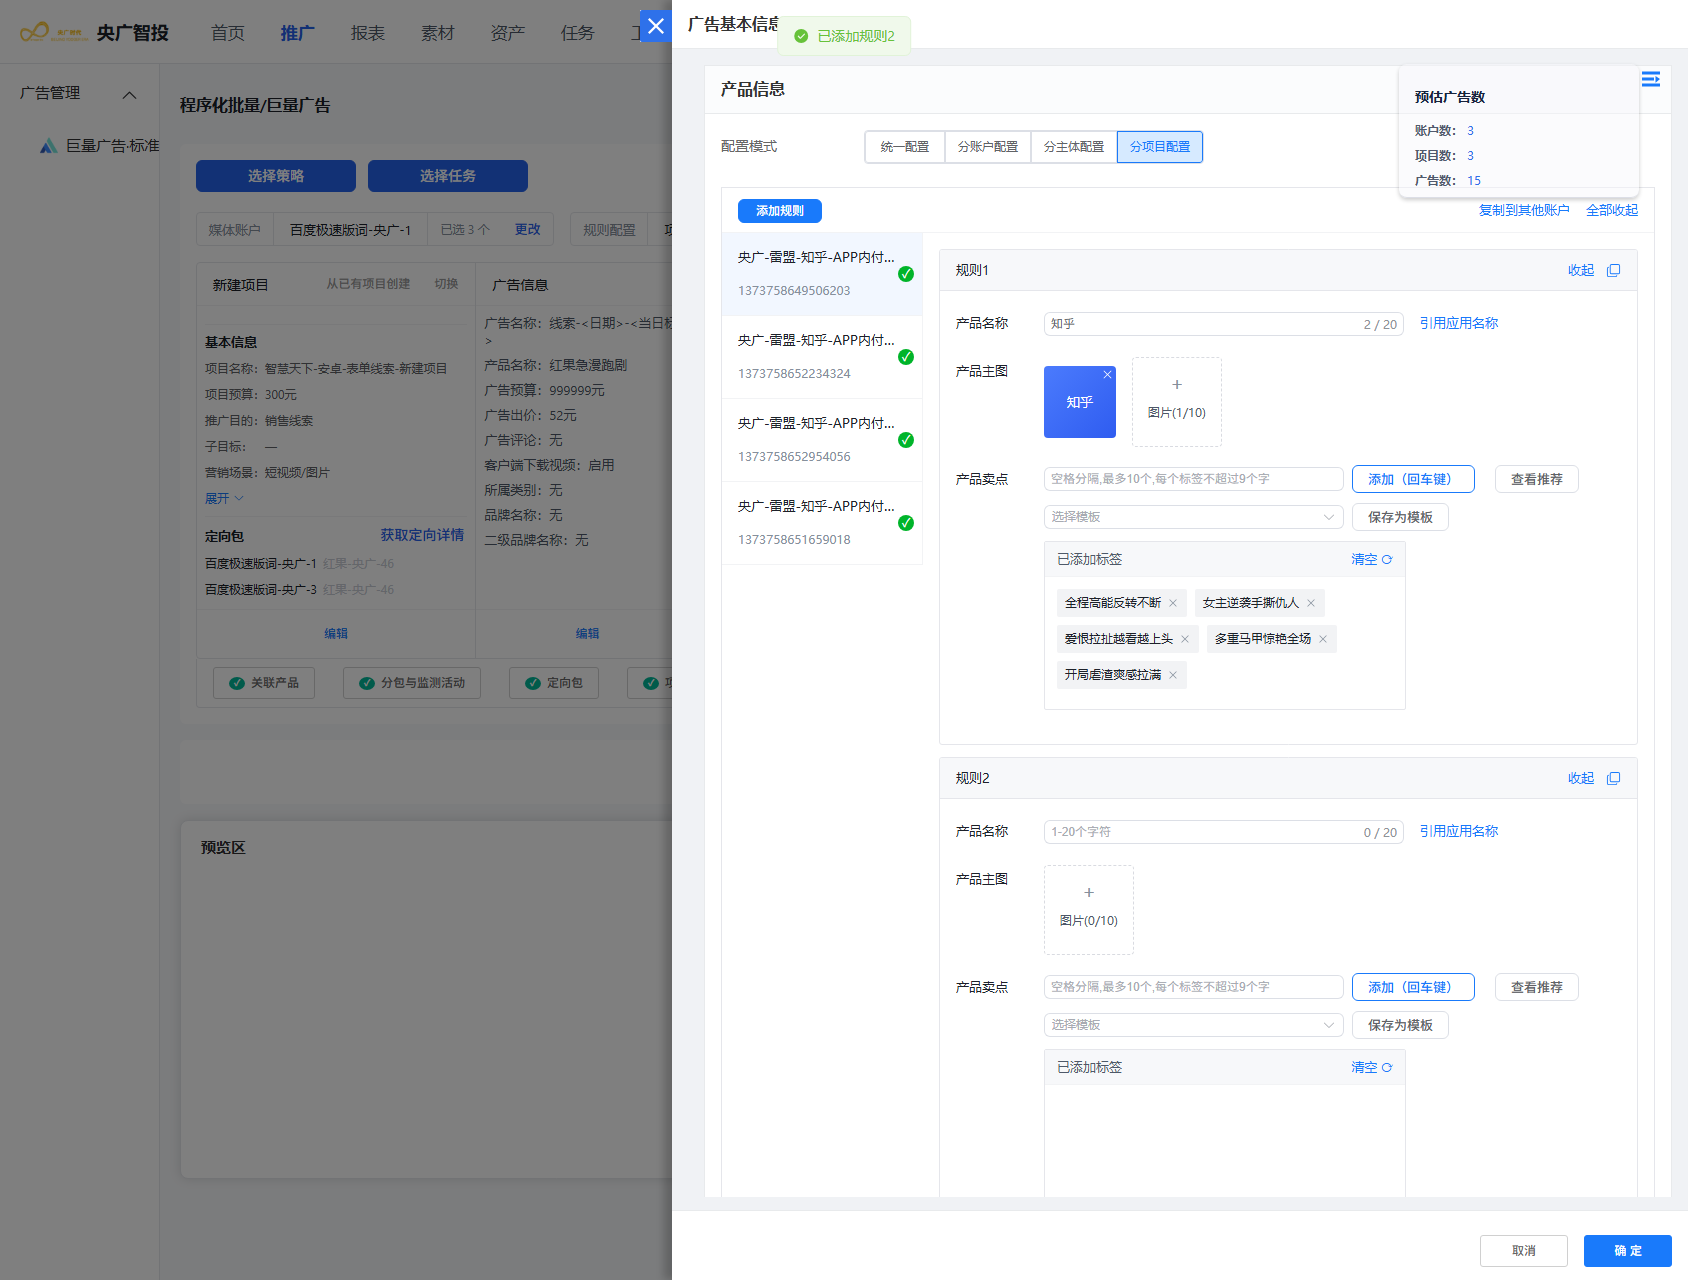 央广智投
首页
推广
报表
素材
资产
任务
广告管理
巨量广告·标准
程序化批量/巨量广告
选择策略
选择任务
媒体账户
百度极速版词-央广-1
已选 3 个
更改
规则配置
新建项目
从已有项目创建
切换
广告信息
基本信息
项目名称：智慧天下-安卓-表单线索-新建项目
项目预算：300元
推广目的：销售线索
子目标： —
营销场景：短视频/图片
展开
定向包
获取定向详情
百度极速版词-央广-1 红果-央广-46
百度极速版词-央广-3 红果-央广-46
编辑
广告名称：线索-<日期>-<当日标
>
产品名称：红果急漫跑剧
广告预算：999999元
广告出价：52元
广告评论：无
客户端下载视频：启用
所属类别：无
品牌名称：无
二级品牌名称：无
编辑
关联产品
分包与监测活动
定向包
预览区
广告基本信息
已添加规则2
产品信息
预估广告数
账户数： 3
项目数： 3
广告数： 15
配置模式
统一配置
分账户配置
分主体配置
分项目配置
添加规则
复制到其他账户
全部收起
央广-雷盟-知乎-APP内付...
1373758649506203
央广-雷盟-知乎-APP内付...
1373758652234324
央广-雷盟-知乎-APP内付...
1373758652954056
央广-雷盟-知乎-APP内付...
1373758651659018
规则1
收起
产品名称
知乎
2 / 20
引用应用名称
产品主图
知乎
+
图片(1/10)
产品卖点
空格分隔,最多10个,每个标签不超过9个字
添加（回车键）
查看推荐
选择模板
保存为模板
已添加标签
清空
全程高能反转不断
女主逆袭手撕仇人
爱恨拉扯越看越上头
多重马甲惊艳全场
开局虐渣爽感拉满
规则2
收起
产品名称
1-20个字符
0 / 20
引用应用名称
产品主图
+
图片(0/10)
产品卖点
空格分隔,最多10个,每个标签不超过9个字
添加（回车键）
查看推荐
选择模板
保存为模板
已添加标签
清空
取消
确 定